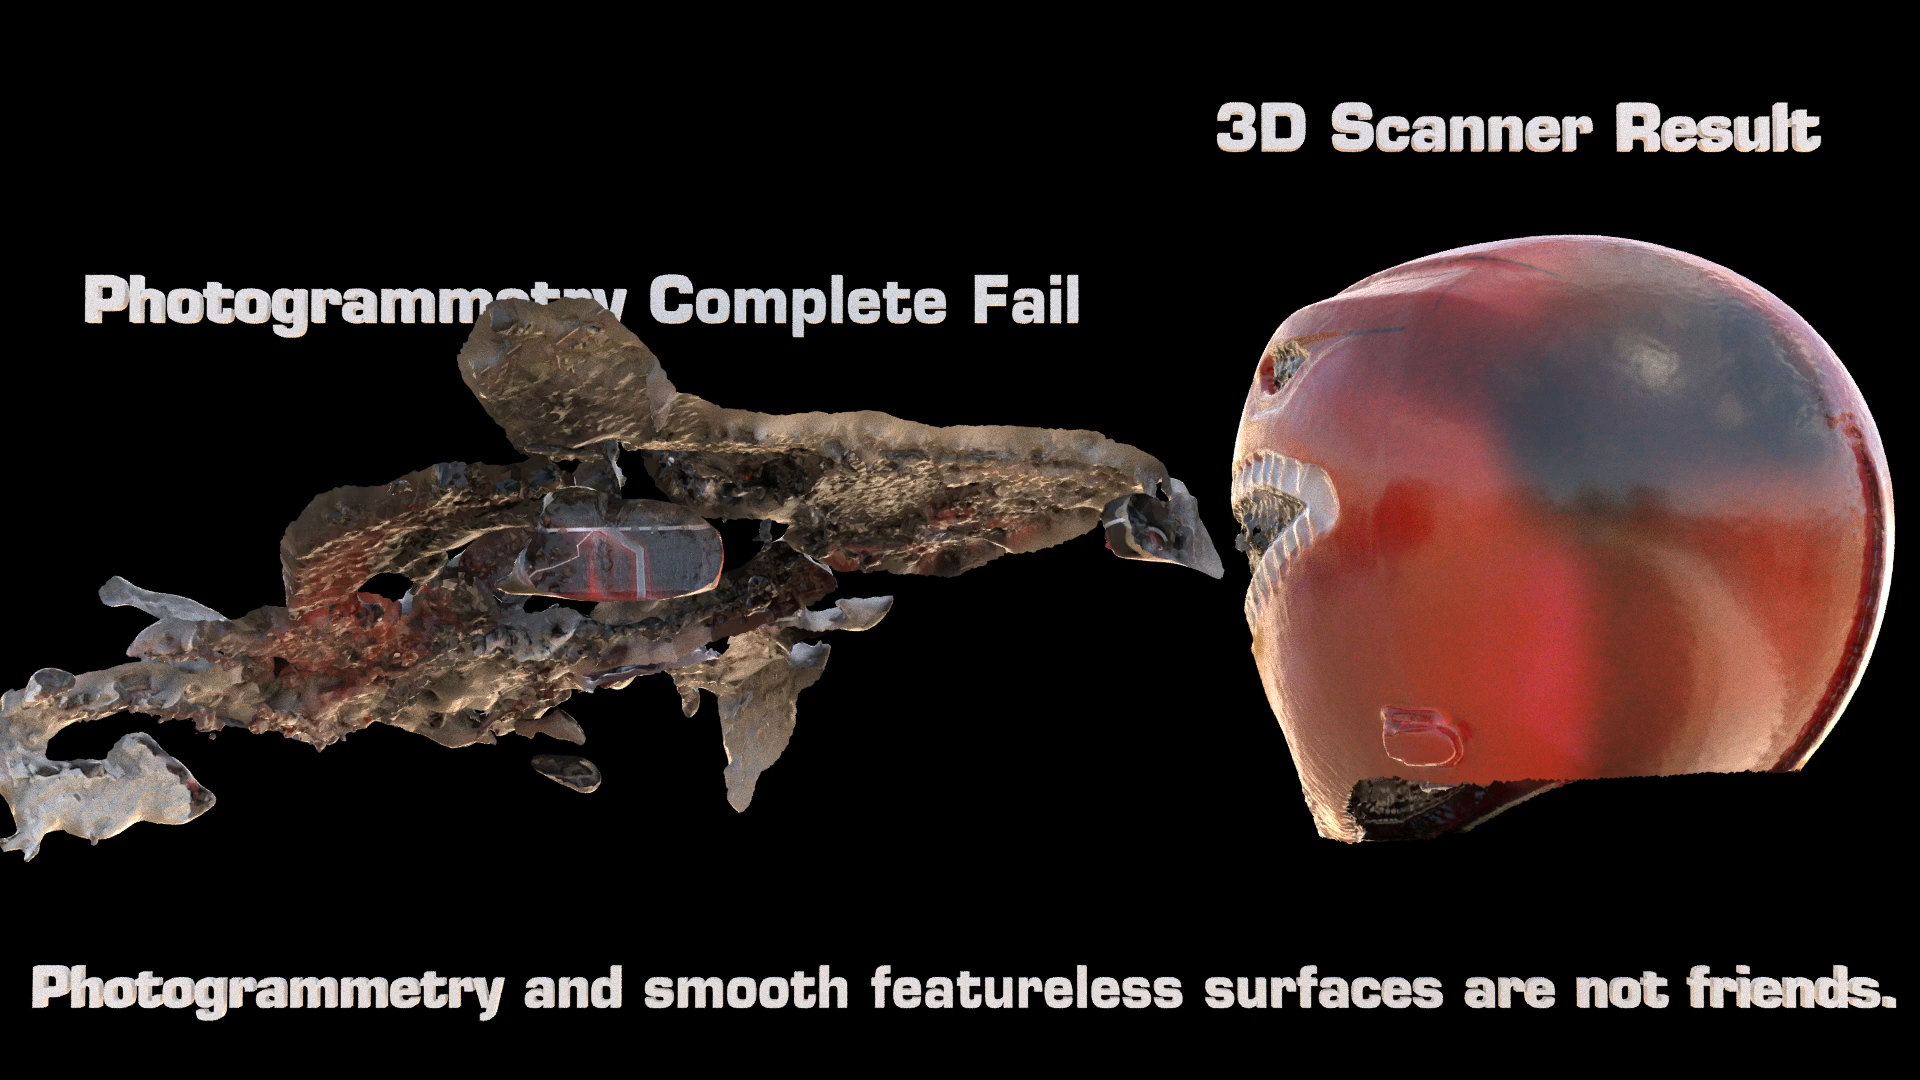 3D Scanner Result
Photogrammetry Complete Fail
Photogrammetry and smooth featureless surfaces are not friends.